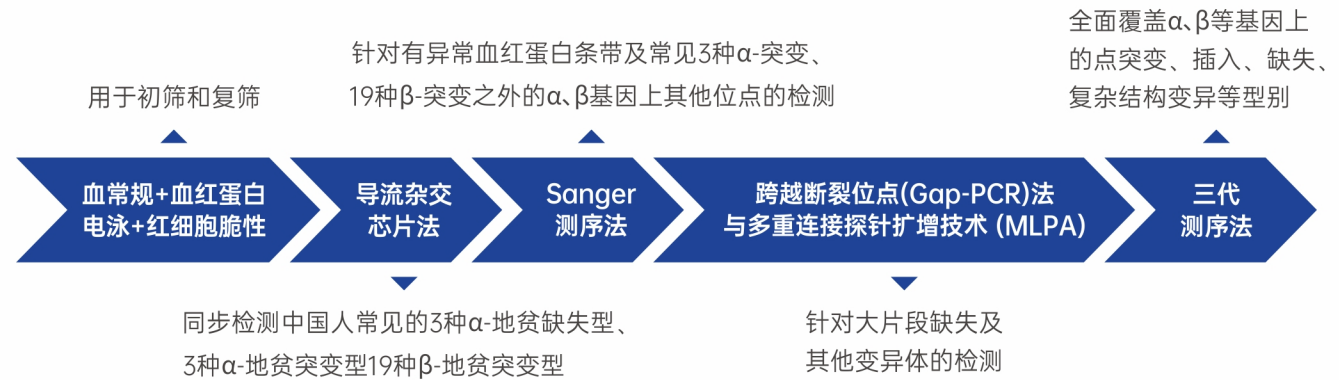 用于初筛和复筛
针对有异常血红蛋白条带及常见3种α-突变、
19种β-突变之外的α、β基因上其他位点的检测
全面覆盖α、β等基因上
的点突变、插入、缺失、
复杂结构变异等型别
血常规+血红蛋白
电泳+红细胞脆性
导流杂交
芯片法
Sanger
测序法
跨越断裂位点(Gap-PCR)法
与多重连接探针扩增技术 (MLPA)
三代
测序法
同步检测中国人常见的3种α-地贫缺失型、
3种α-地贫突变型19种β-地贫突变型
针对大片段缺失及
其他变异体的检测